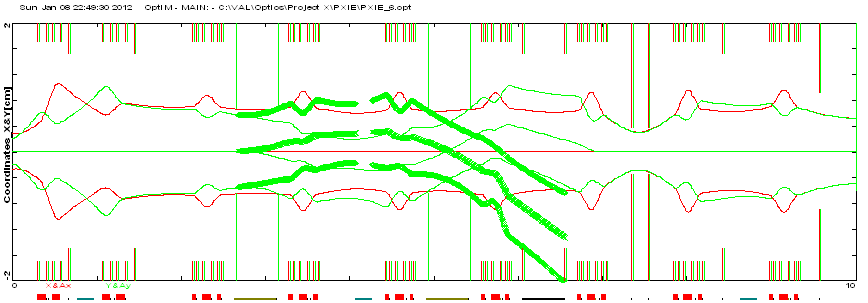 Sun Jan 08 22:49:30 2012 OptiM - MAIN: - C:\VAL\Optics\Project X\PXIE\PXIE_6.opt
2
Coordinates X&Y[cm]
-2
0 X&Ax Y&Ay 10